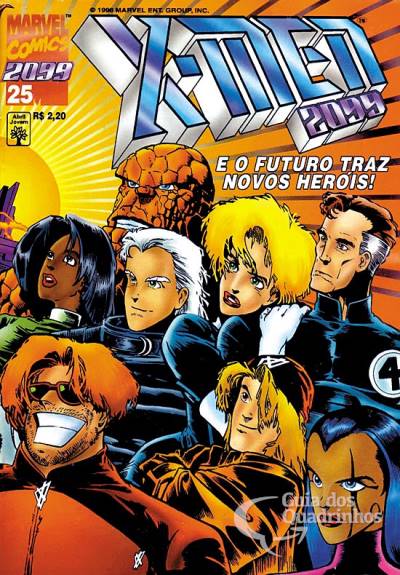 MARVEL COMICS
© 1996 MARVEL ENT. GROUP, INC.
2099
25
R$ 2,20
Abril
Jovem
X-MEN
2099
E O FUTURO TRAZ
NOVOS HERÓIS!
4
Guia dos
Quadrinhos